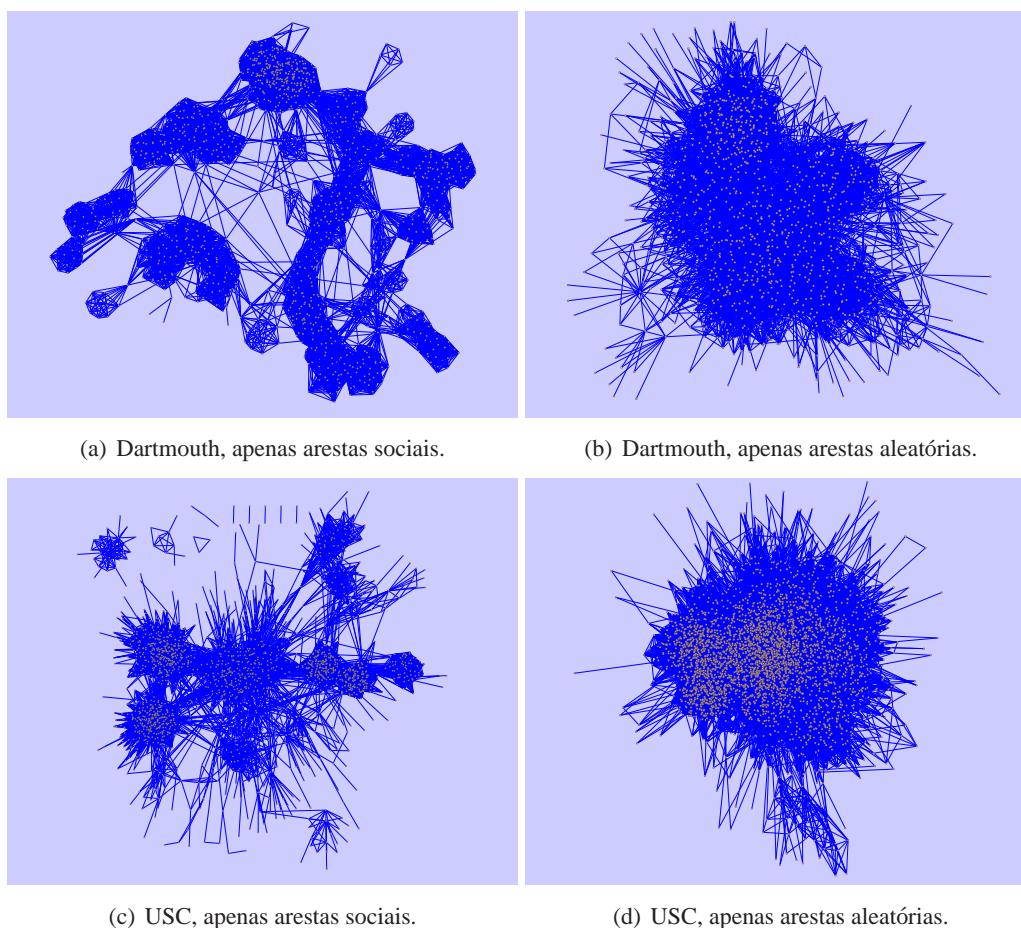 (a) Dartmouth, apenas arestas sociais.
(b) Dartmouth, apenas arestas aleatórias.
(c) USC, apenas arestas sociais.
(d) USC, apenas arestas aleatórias.